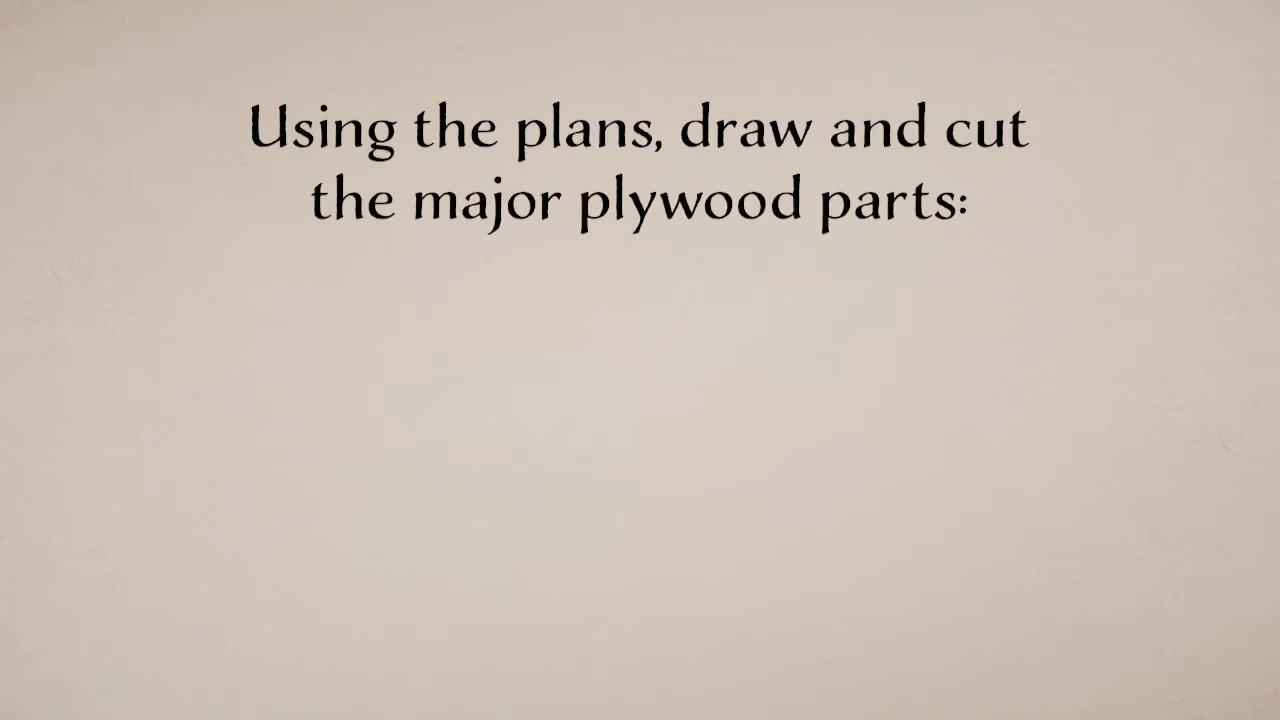 Using the plans, draw and cut
the major plywood parts: